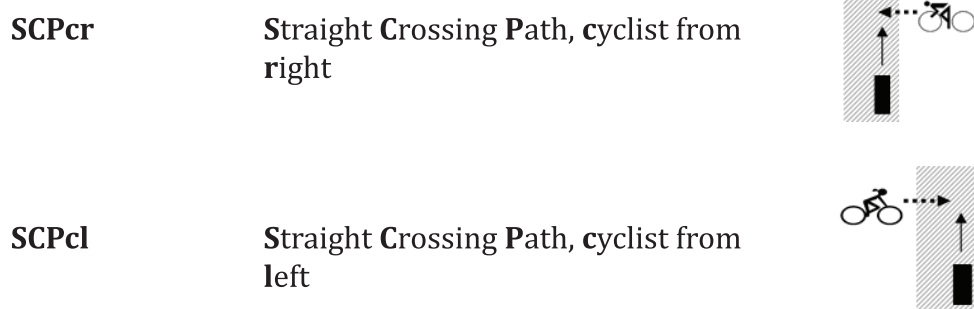 SCPcr
Straight Crossing Path, cyclist from
right
SCPcl
Straight Crossing Path, cyclist from
left